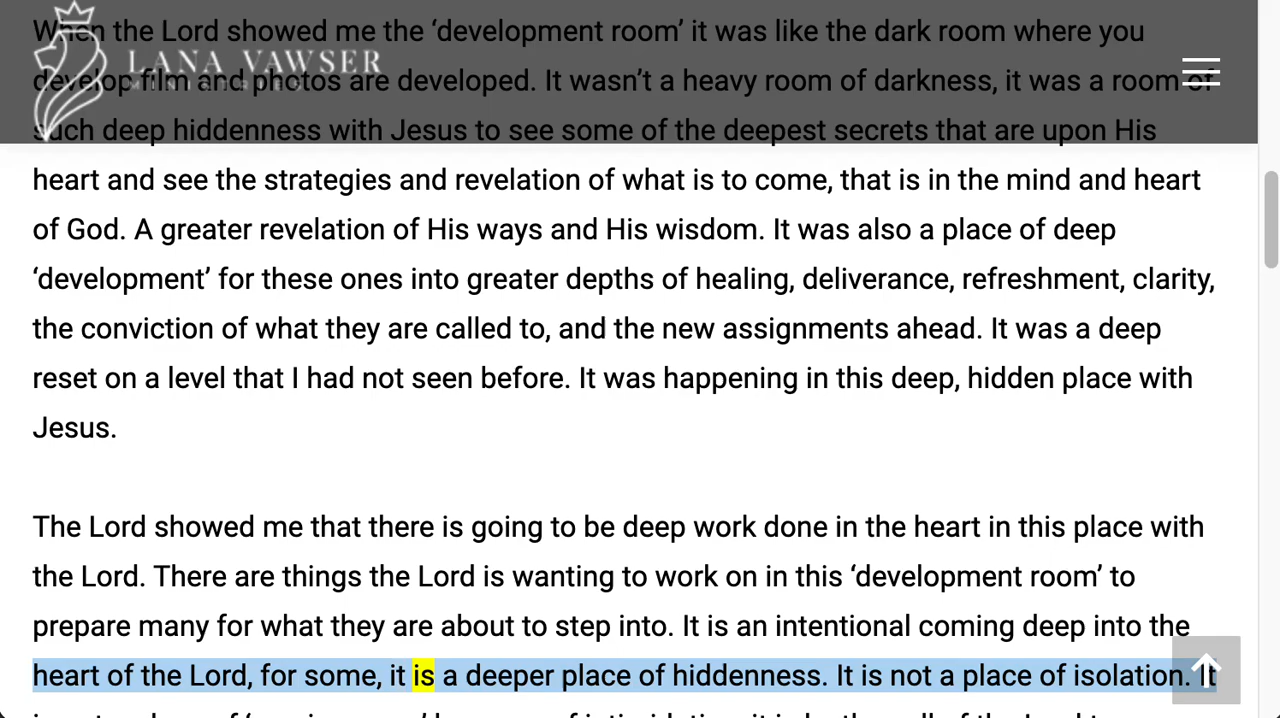 When the Lord showed me the ‘development room’ it was like the dark room where you
LANA VAWSER
MINISTRIES
develop film and photos are developed. It wasn’t a heavy room of darkness, it was a room of
such deep hiddenness with Jesus to see some of the deepest secrets that are upon His
heart and see the strategies and revelation of what is to come, that is in the mind and heart
of God. A greater revelation of His ways and His wisdom. It was also a place of deep
‘development’ for these ones into greater depths of healing, deliverance, refreshment, clarity,
the conviction of what they are called to, and the new assignments ahead. It was a deep
reset on a level that I had not seen before. It was happening in this deep, hidden place with
Jesus.
The Lord showed me that there is going to be deep work done in the heart in this place with
the Lord. There are things the Lord is wanting to work on in this ‘development room’ to
prepare many for what they are about to step into. It is an intentional coming deep into the
heart of the Lord, for some, it is a deeper place of hiddenness. It is not a place of isolation. It